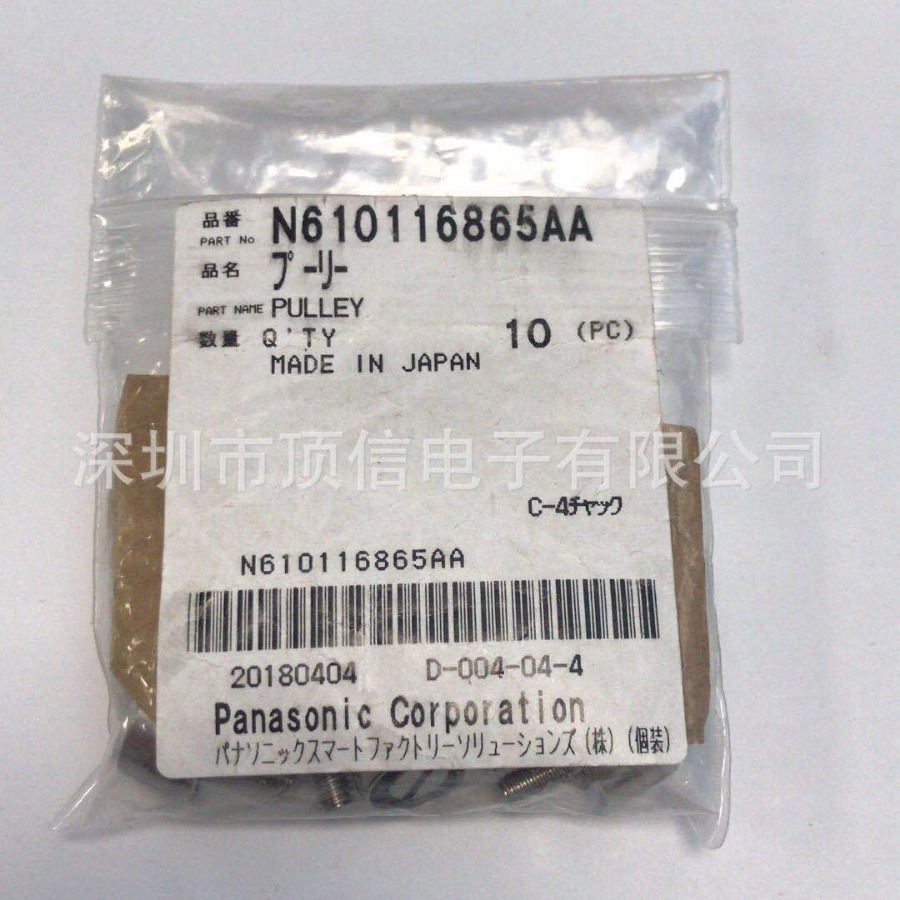 品番 N610116865AA
PART No
品名 プーリー
PART NAME PULLEY
数量 Q'TY 10 (PC)
MADE IN JAPAN
深圳市顶信电子有限公司
C-4チャック
N610116865AA
20180404 D-004-04-4
Panasonic Corporation
パナソニックスマートファクトリーソリューションズ(株)(個装)